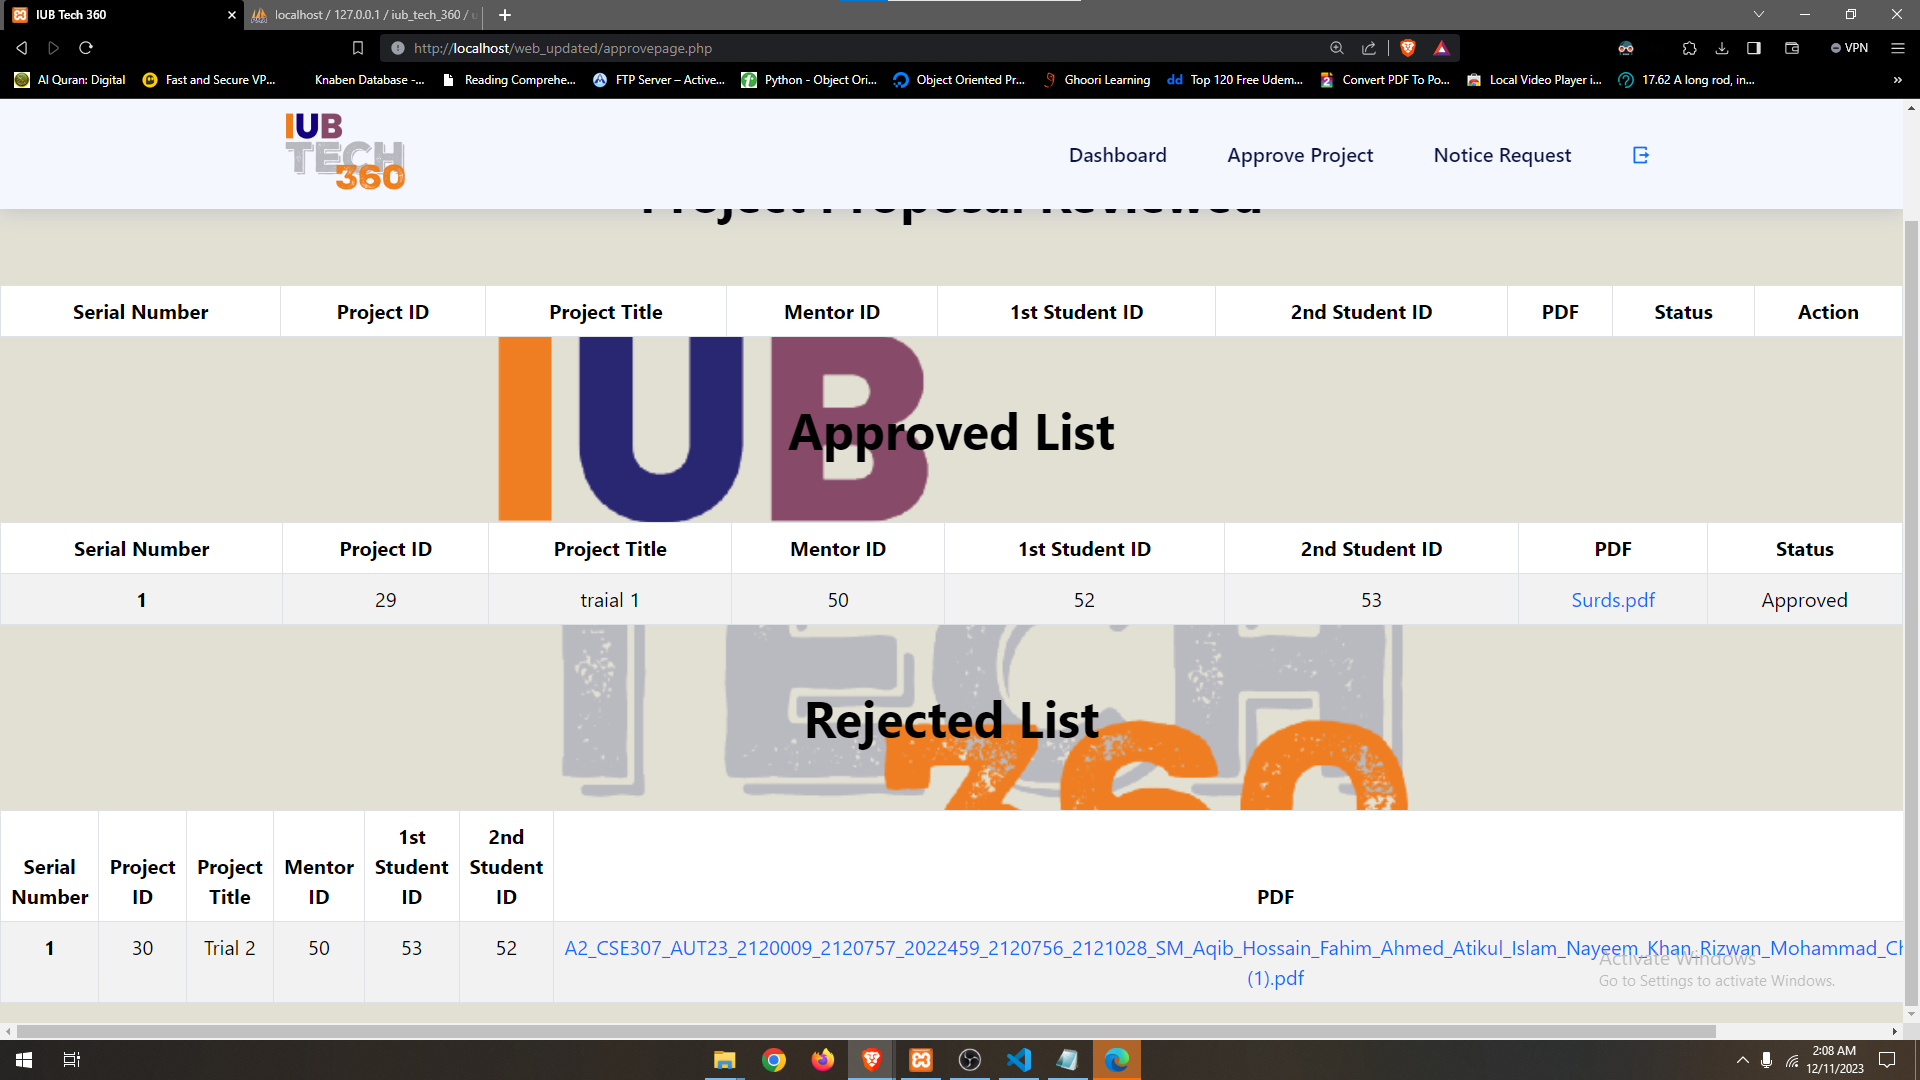 IUB Tech 360
localhost / 127.0.0.1 / iub_tech_360 /
http://localhost/web_updated/approvepage.php
VPN
Al Quran: Digital
Fast and Secure VP...
Knaben Database -...
Reading Comprehe...
FTP Server – Active...
Python - Object Ori...
Object Oriented Pr...
Ghoori Learning
Top 120 Free Udem...
Convert PDF To Po...
Local Video Player i...
17.62 A long rod, in...
IUB
TECH
360
Dashboard
Approve Project
Notice Request
Project Proposal Reviewed
Serial Number Project ID Project Title Mentor ID 1st Student ID 2nd Student ID PDF Status Action
IUB
Approved List
Serial Number Project ID Project Title Mentor ID 1st Student ID 2nd Student ID PDF Status
1 29 traial 1 50 52 53 Surds.pdf Approved
TECH
Rejected List
360
Serial Number Project ID Project Title Mentor ID 1st Student ID 2nd Student ID PDF
1 30 Trial 2 50 53 52 A2_CSE307_AUT23_2120009_2120757_2022459_2120756_2121028_SM_Aqib_Hossain_Fahim_Ahmed_Atikul_Islam_Nayeem_Khan_Rizwan_Mohammad_Ch
(1).pdf
Activate Windows
Go to Settings to activate Windows.
2:08 AM
12/11/2023